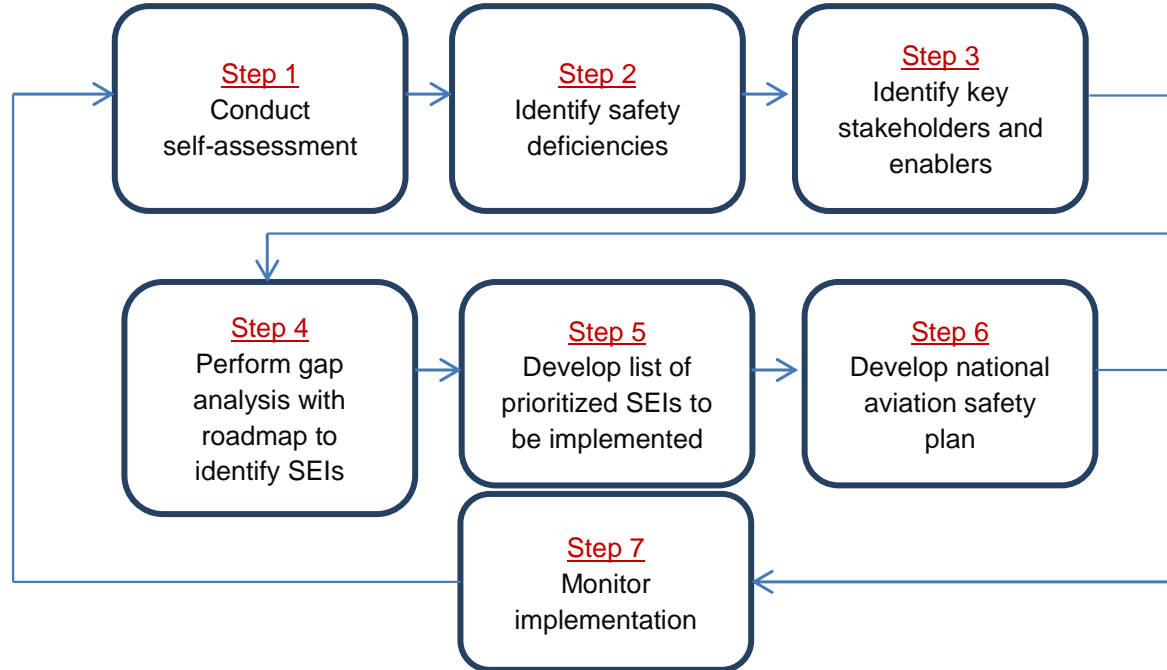 Step 1
Conduct
self-assessment
Step 2
Identify safety
deficiencies
Step 3
Identify key
stakeholders and
enablers
Step 4
Perform gap
analysis with
roadmap to
identify SEIs
Step 5
Develop list of
prioritized SEIs to
be implemented
Step 6
Develop national
aviation safety
plan
Step 7
Monitor
implementation